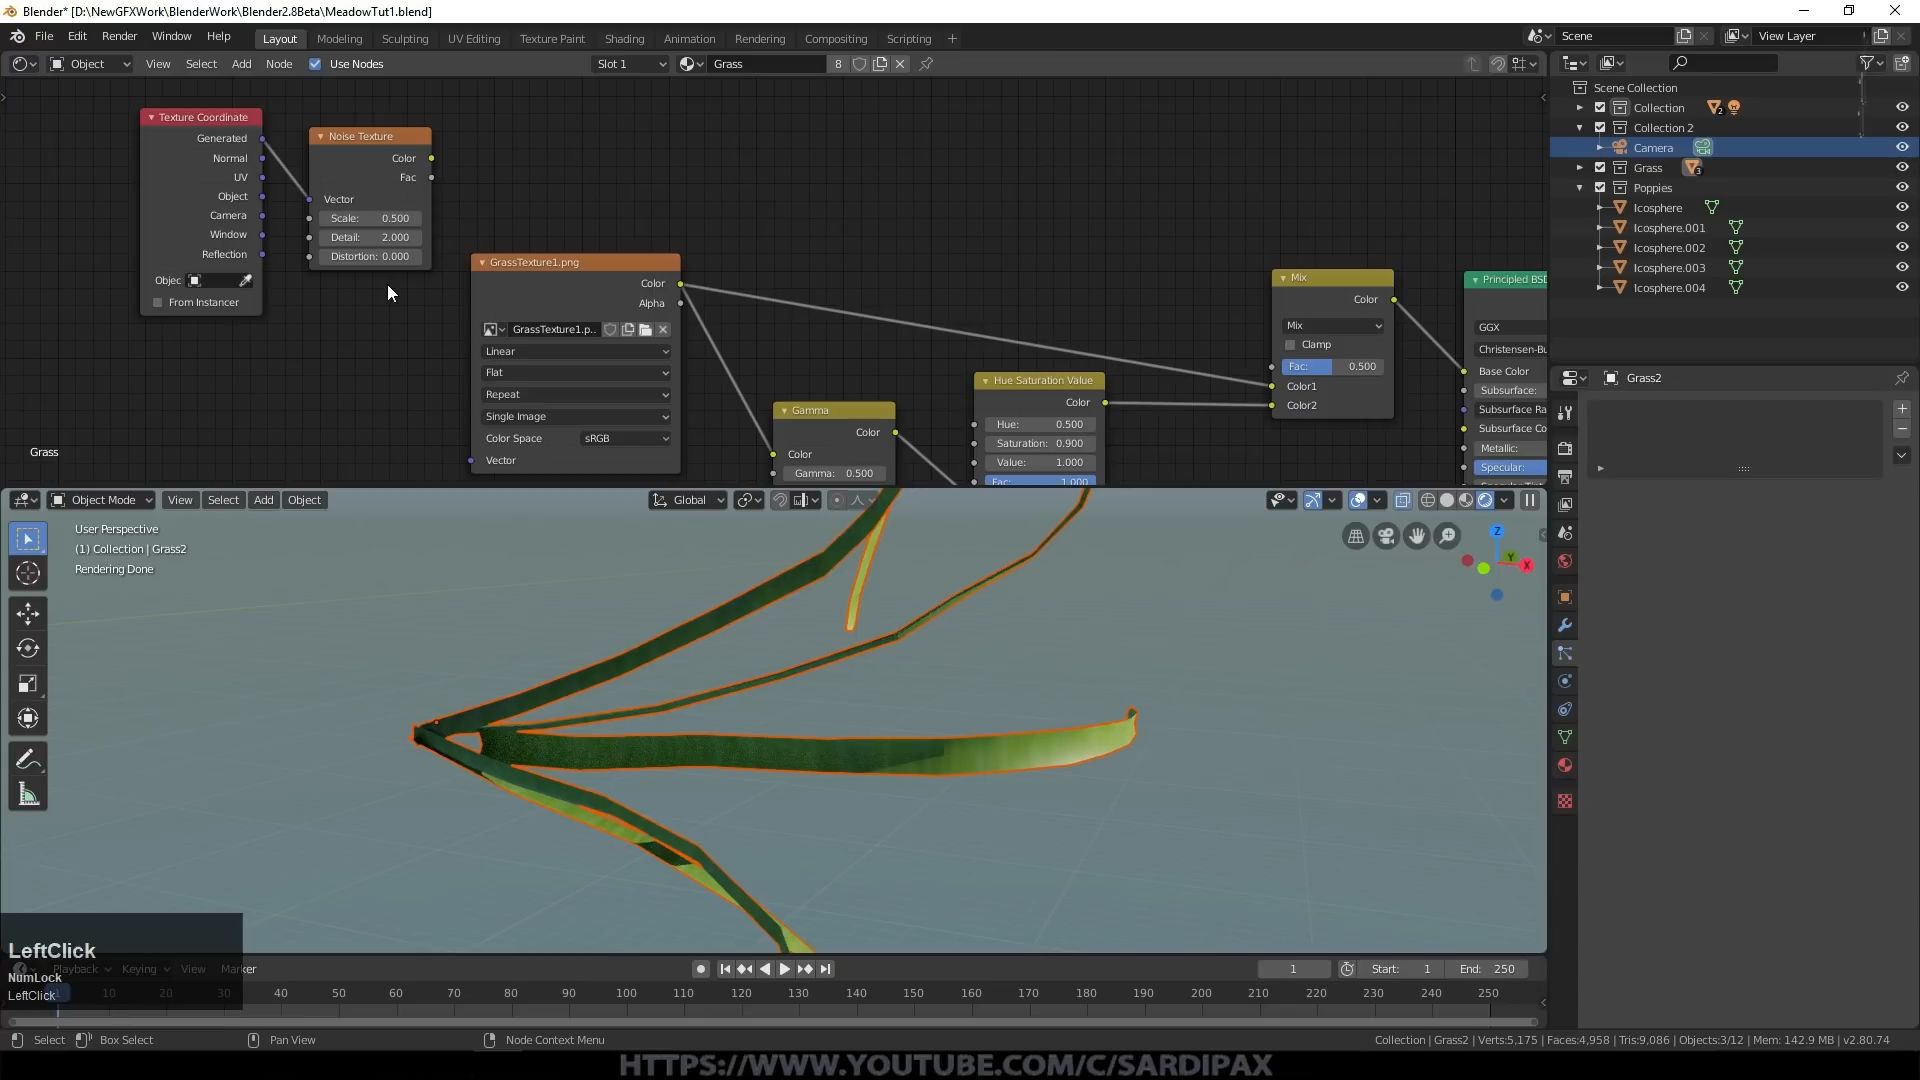 Blender* [D:\NewGFXWork\BlenderWork\Blender2.8Beta\MeadowTut1.blend]
File Edit Render Window Help Layout Modeling Sculpting UV Editing Texture Paint Shading Animation Rendering Compositing Scripting + Scene View Layer
Object View Select Add Node Use Nodes Slot 1 Grass 8
Scene Collection
Collection 2
Collection 2
Camera
Grass 3
Poppies
Icosphere
Icosphere.001
Icosphere.002
Icosphere.003
Icosphere.004
Texture Coordinate
Generated
Normal
UV
Object
Camera
Window
Reflection
Objec
From Instancer
Noise Texture
Color
Fac
Vector
Scale: 0.500
Detail: 2.000
Distortion: 0.000
GrassTexture1.png
Color
Alpha
GrassTexture1.p..
Linear
Flat
Repeat
Single Image
Color Space sRGB
Vector
Gamma
Color
Color
Gamma: 0.500
Hue Saturation Value
Color
Hue: 0.500
Saturation: 0.900
Value: 1.000
Fac: 1.000
Mix
Color
Mix
Clamp
Fac: 0.500
Color1
Color2
Principled BSD
GGX
Christensen-Bu
Base Color
Subsurface:
Subsurface Ra
Subsurface Co
Metallic:
Specular:
Grass
Grass2
Object Mode View Select Add Object Global
User Perspective
(1) Collection | Grass2
Rendering Done
Z
Y
X
LeftClick
NumLock
LeftClick
Playback Keying View Marker 1 Start: 1 End: 250
1 10 20 30 40 50 60 70 80 90 100 110 120 130 140 150 160 170 180 190 200 210 220 230 240 250
Select Box Select Pan View Node Context Menu Collection | Grass2 | Verts:5,175 | Faces:4,958 | Tris:9,086 | Objects:3/12 | Mem: 142.9 MB | v2.80.74
HTTPS://WWW.YOUTUBE.COM/C/SARDIPAX